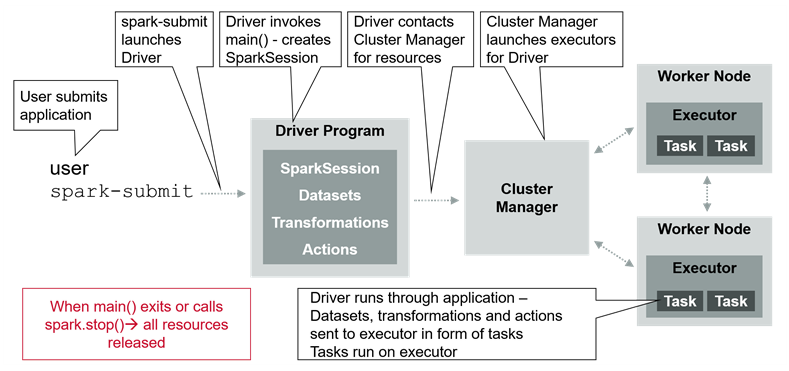 spark-submit
launches
Driver
Driver invokes
main() - creates
SparkSession
Driver contacts
Cluster Manager
for resources
Cluster Manager
launches executors
for Driver
User submits
application
user
spark-submit
Driver Program
SparkSession
Datasets
Transformations
Actions
Cluster
Manager
Worker Node
Executor
Task Task
Worker Node
Executor
Task Task
When main() exits or calls
spark.stop()→ all resources
released
Driver runs through application –
Datasets, transformations and actions
sent to executor in form of tasks
Tasks run on executor